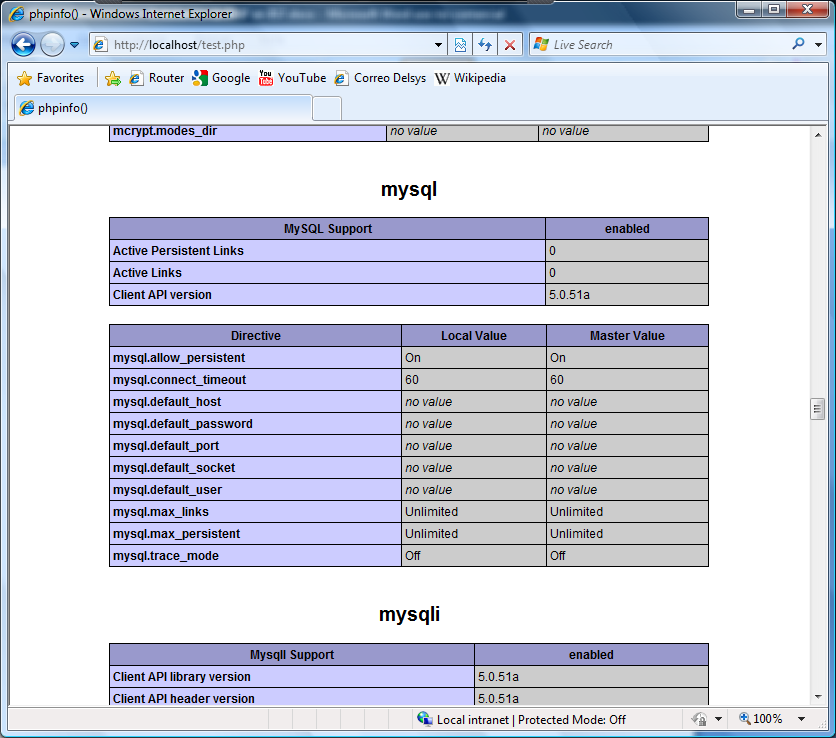 phpinfo() - Windows Internet Explorer
http://localhost/test.php
Live Search
Favorites Router Google YouTube Correo Delsys W Wikipedia
phpinfo()
mcrypt.modes_dir no value no value
mysql
MySQL Support enabled
Active Persistent Links 0
Active Links 0
Client API version 5.0.51a
Directive Local Value Master Value
mysql.allow_persistent On On
mysql.connect_timeout 60 60
mysql.default_host no value no value
mysql.default_password no value no value
mysql.default_port no value no value
mysql.default_socket no value no value
mysql.default_user no value no value
mysql.max_links Unlimited Unlimited
mysql.max_persistent Unlimited Unlimited
mysql.trace_mode Off Off
mysqli
MysqlI Support enabled
Client API library version 5.0.51a
Client API header version 5.0.51a
Local intranet | Protected Mode: Off 100%